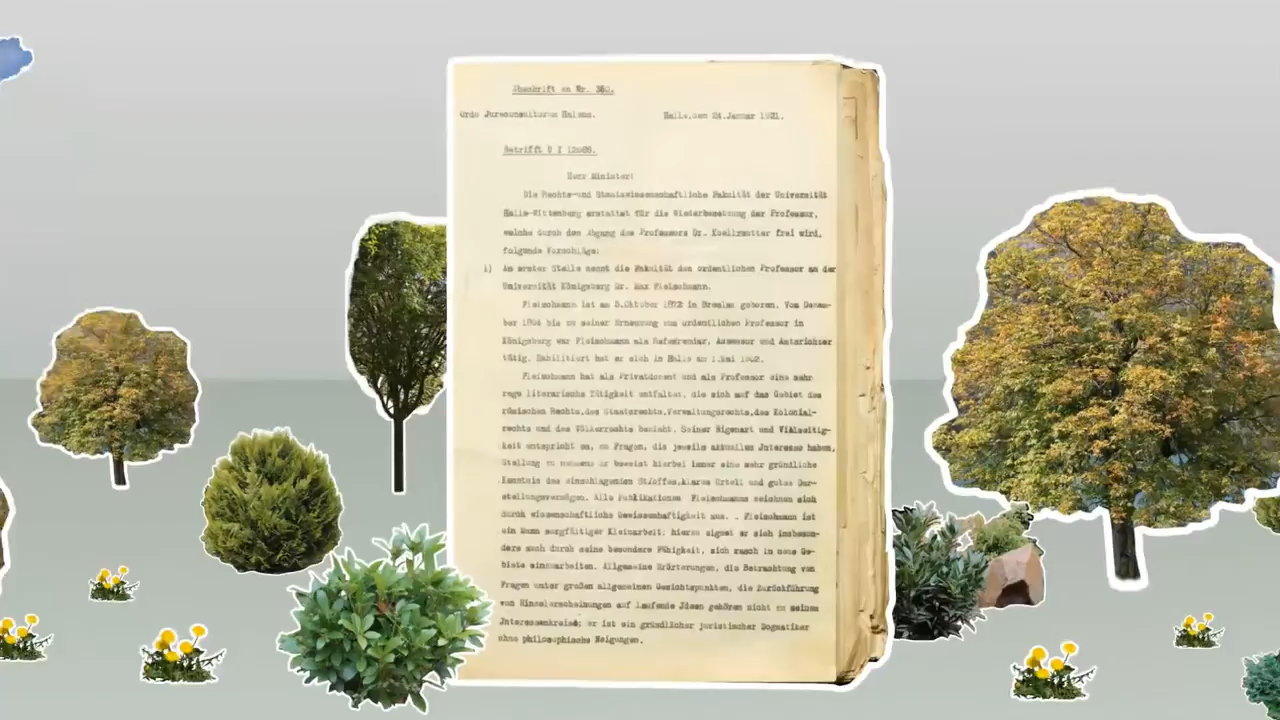 Abschrift zu Nr. 350.
Ordo Jureconsultorum Halens. Halle, den 24. Januar 1921.
Betrifft U I 12086.
Herr Minister!
Die Rechts-und Staatswissenschaftliche Fakultät der Universität
Halle-Wittenberg erstattet für die Wiederbesetzung der Professur,
welche durch den Abgang des Professors Dr. Koellreutter frei wird,
folgende Vorschläge:
1) An erster Stelle nennt die Fakultät den ordentlichen Professor an der
Universität Königsberg Dr. Max Fleischmann.
Fleischmann ist am 5.Oktober 1872 in Breslau geboren. Vom Dezem-
ber 1894 bis zu seiner Ernennung zum ordentlichen Professor in
Königsberg war Fleischmann als Referendar, Assessor und Amtsrichter
tätig. Habilitiert hat er sich in Halle am 1.Mai 1902.
Fleischmann hat als Privatdozent und als Professor eine sehr
rege literarische Tätigkeit entfaltet, die sich auf das Gebiet des
römischen Rechts,des Staatsrechts,Verwaltungsrechts,des Kolonial-
rechts und des Völkerrechts bezieht. Seiner Eigenart und Vielseitig-
keit entspricht es, zu Fragen, die jeweils aktuelles Interesse haben,
Stellung zu nehmen. Er beweist hierbei immer eine sehr gründliche
Kenntnis des einschlagenden Stoffes,klares Urteil und gutes Dar-
stellungsvermögen. Alle Publikationen Fleischmanns zeichnen sich
durch wissenschaftliche Gewissenhaftigkeit aus. . Fleischmann ist
ein Mann sorgfältiger Kleinarbeit; hierzu eignet er sich insbeson-
dere auch durch seine besondere Fähigkeit, sich rasch in neue Ge-
biete einzuarbeiten. Allgemeine Erörterungen, die Betrachtung von
Fragen unter großen allgemeinen Gesichtspunkten, die Zurückführung
von Einzelerscheinungen auf laufende Ideen gehören nicht zu seinem
Interessenkreise; er ist ein gründlicher juristischer Dogmatiker
ohne philosophische Neigungen.